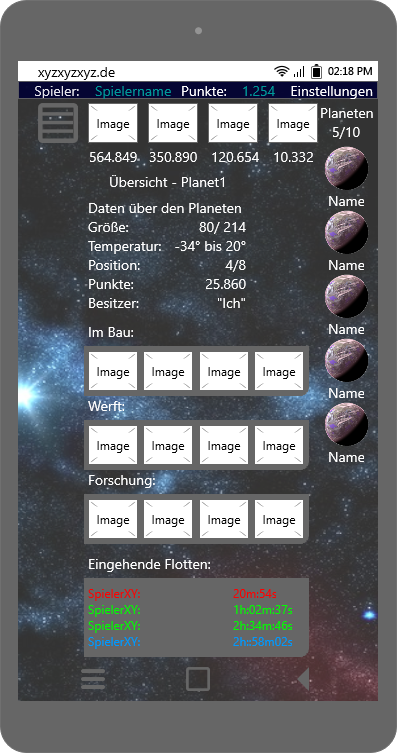 xyzxyzxyz.de 02:18 PM
Spieler: Spielername Punkte: 1.254 Einstellungen
Image Image Image Image
564.849 350.890 120.654 10.332
Planeten
5/10
Übersicht - Planet1
Daten über den Planeten
Größe: 80/ 214
Temperatur: -34° bis 20°
Position: 4/8
Punkte: 25.860
Besitzer: "Ich"
Im Bau:
Image Image Image Image
Werft:
Image Image Image Image
Forschung:
Image Image Image Image
Eingehende Flotten:
SpielerXY: 20m:54s
SpielerXY: 1h:02m:37s
SpielerXY: 2h:34m:46s
SpielerXY: 2h::58m02s
Name
Name
Name
Name
Name